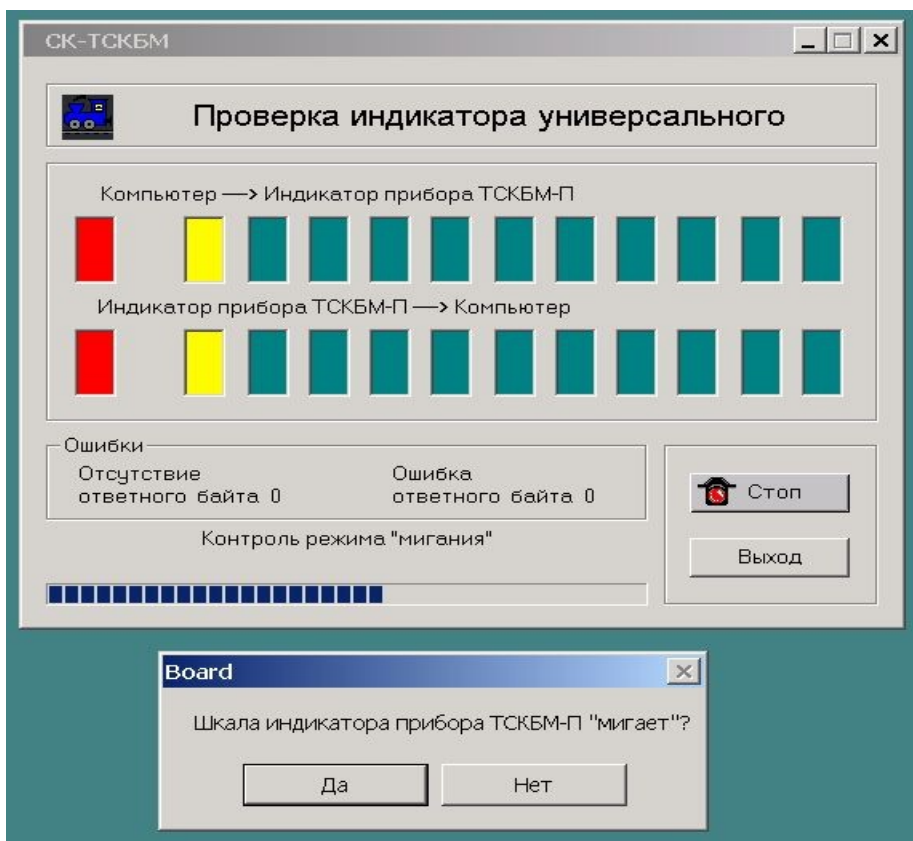 СК-ТСКБМ
Проверка индикатора универсального
Компьютер —> Индикатор прибора ТСКБМ-П
Индикатор прибора ТСКБМ-П —> Компьютер
Ошибки
Отсутствие
ответного байта 0
Ошибка
ответного байта 0
Стоп
Контроль режима "мигания"
Выход
Board
Шкала индикатора прибора ТСКБМ-П "мигает"?
Да
Нет